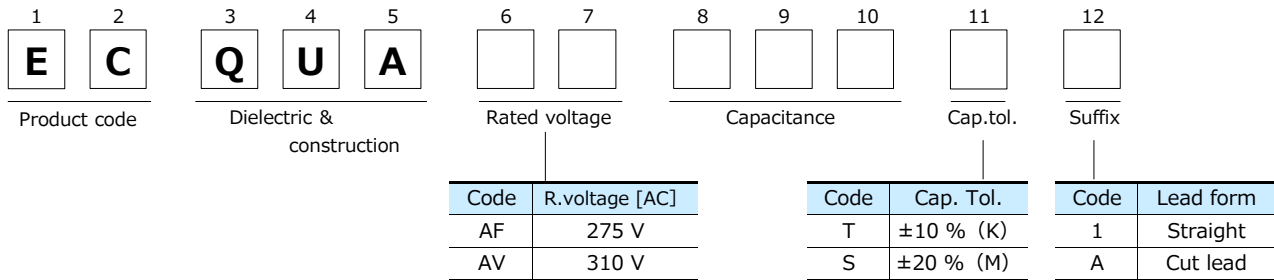 1 2 3 4 5 6 7 8 9 10 11 12
E C Q U A
Product code Dielectric & Rated voltage Capacitance Cap.tol. Suffix
construction
Code R.voltage [AC] Code Cap. Tol. Code Lead form
AF 275 V T ±10 % (K) 1 Straight
AV 310 V S ±20 % (M) A Cut lead